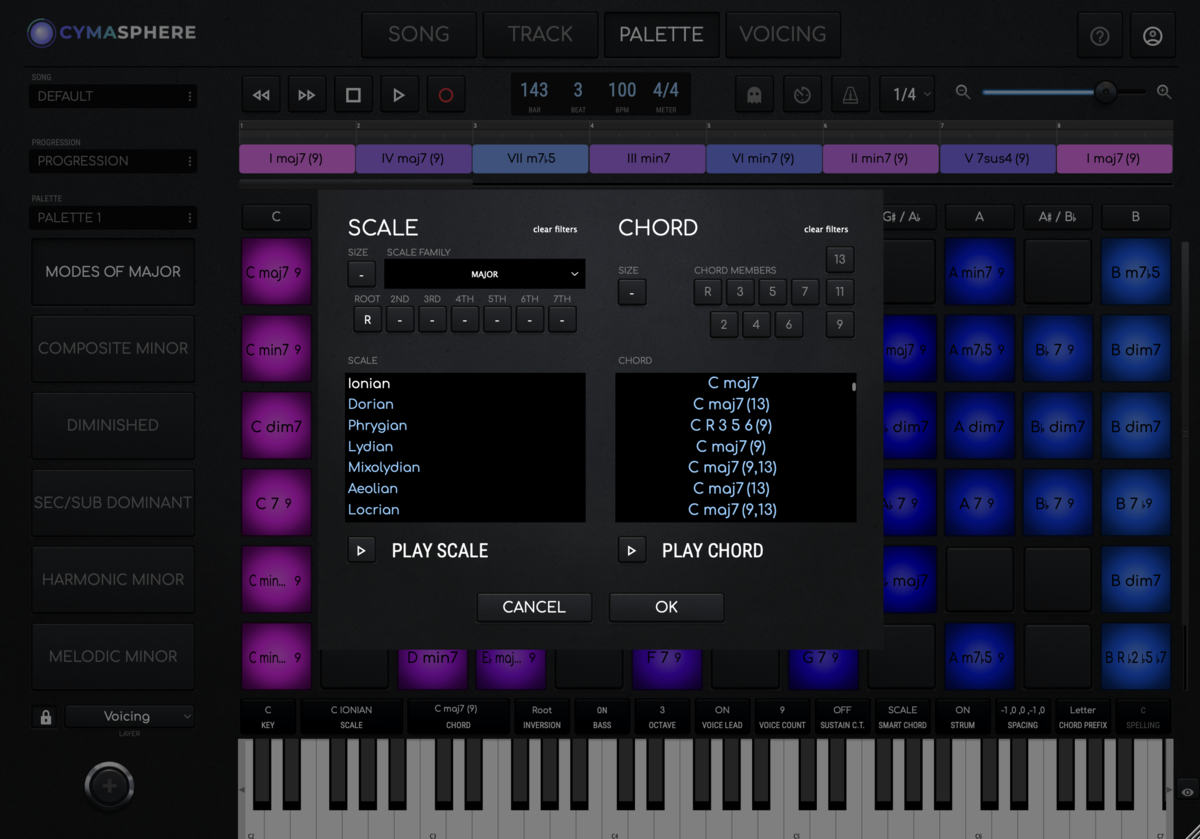 CYMASPHERE
SONG
TRACK
PALETTE
VOICING
SONG
DEFAULT
PROGRESSION
PROGRESSION
PALETTE
PALETTE 1
143 3 100 4/4
BAR BEAT BPM METER
1/4
1 2 3 4 5 6 7 8
I maj7 (9) IV maj7 (9) VII m7♭5 III min7 VI min7 (9) II min7 (9) V 7sus4 (9) I maj7 (9)
C G♯ / A♭ A A♯ / B♭ B
MODES OF MAJOR
COMPOSITE MINOR
DIMINISHED
SEC/SUB DOMINANT
HARMONIC MINOR
MELODIC MINOR
C maj7 9 A min7 9 B m7♭5
C min7 9 maj7 9 A m7♭5 9 B♭ 7 9 B dim7
C dim7 ♭ dim7 A dim7 B♭ dim7 B dim7
C 7 9 A♭ 7 9 A 7 9 B♭ 7 9 B 7 ♭9
C min... 9 ♭ maj7 B dim7
C min... 9 D min7 E♭ maj... 9 F 7 9 G 7 9 A m7♭5 9 B R ♭2 ♭5 ♭7
SCALE
clear filters
SIZE SCALE FAMILY
- MAJOR
ROOT 2ND 3RD 4TH 5TH 6TH 7TH
R - - - - - -
SCALE
Ionian
Dorian
Phrygian
Lydian
Mixolydian
Aeolian
Locrian
PLAY SCALE
CHORD
clear filters
13
SIZE CHORD MEMBERS
- R 3 5 7 11
2 4 6 9
CHORD
C maj7
C maj7 (13)
C R 3 5 6 (9)
C maj7 (9)
C maj7 (9,13)
C maj7 (13)
C maj7 (9,13)
PLAY CHORD
CANCEL
OK
Voicing
LAYER
C C IONIAN C maj7 (9) Root ON 3 ON 9 OFF SCALE ON -1 ,0 ,0 ,-1,0 Letter C
KEY SCALE CHORD INVERSION BASS OCTAVE VOICE LEAD VOICE COUNT SUSTAIN C.T. SMART CHORD STRUM SPACING CHORD PREFIX SPELLING
C2 C3 C4 C5 C6 C7